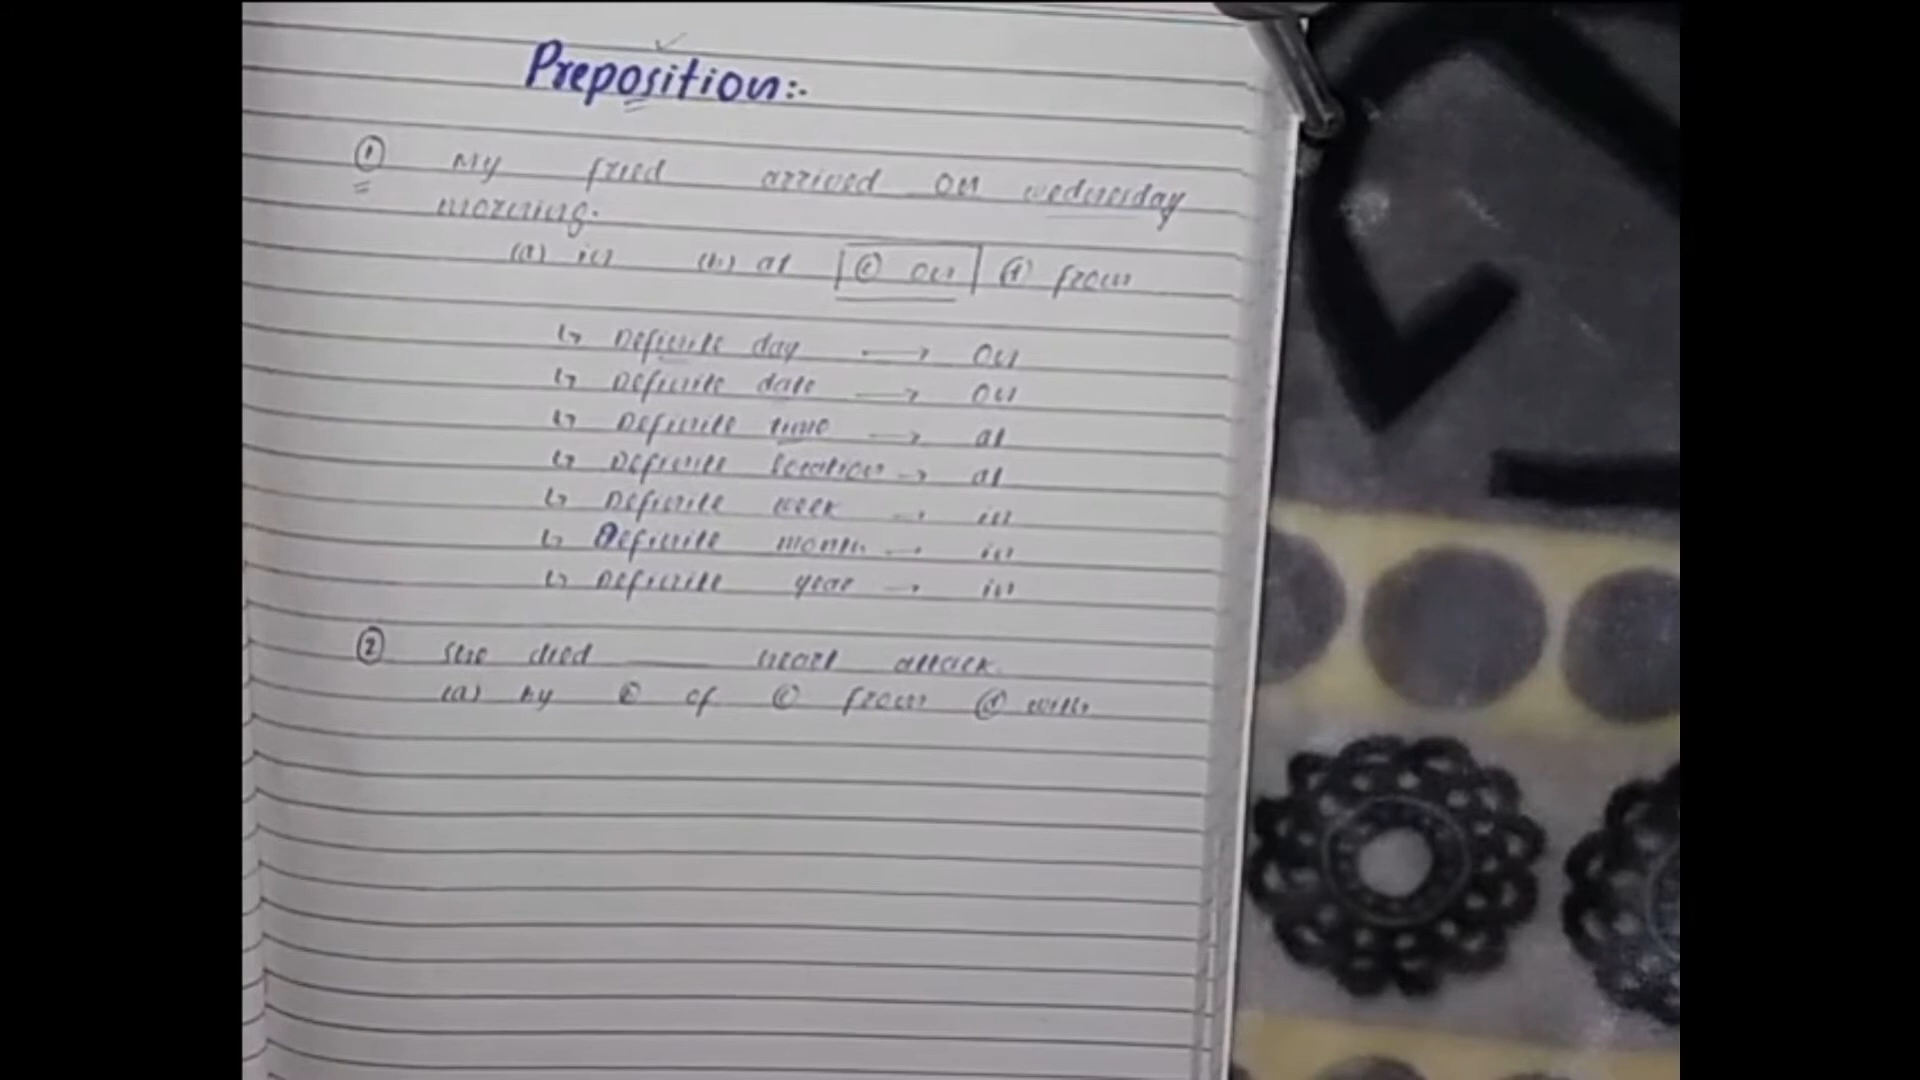 Preposition:-
① My fried arrived on wednesday
morning.
(a) in (b) at (c) on (d) from
↳ Definite day → on
↳ Definite date → on
↳ Definite time → at
↳ Definite location → at
↳ Definite week → in
↳ Definite month → in
↳ Definite year → in
② She died ____ heart attack.
(a) by (b) of (c) from (d) with